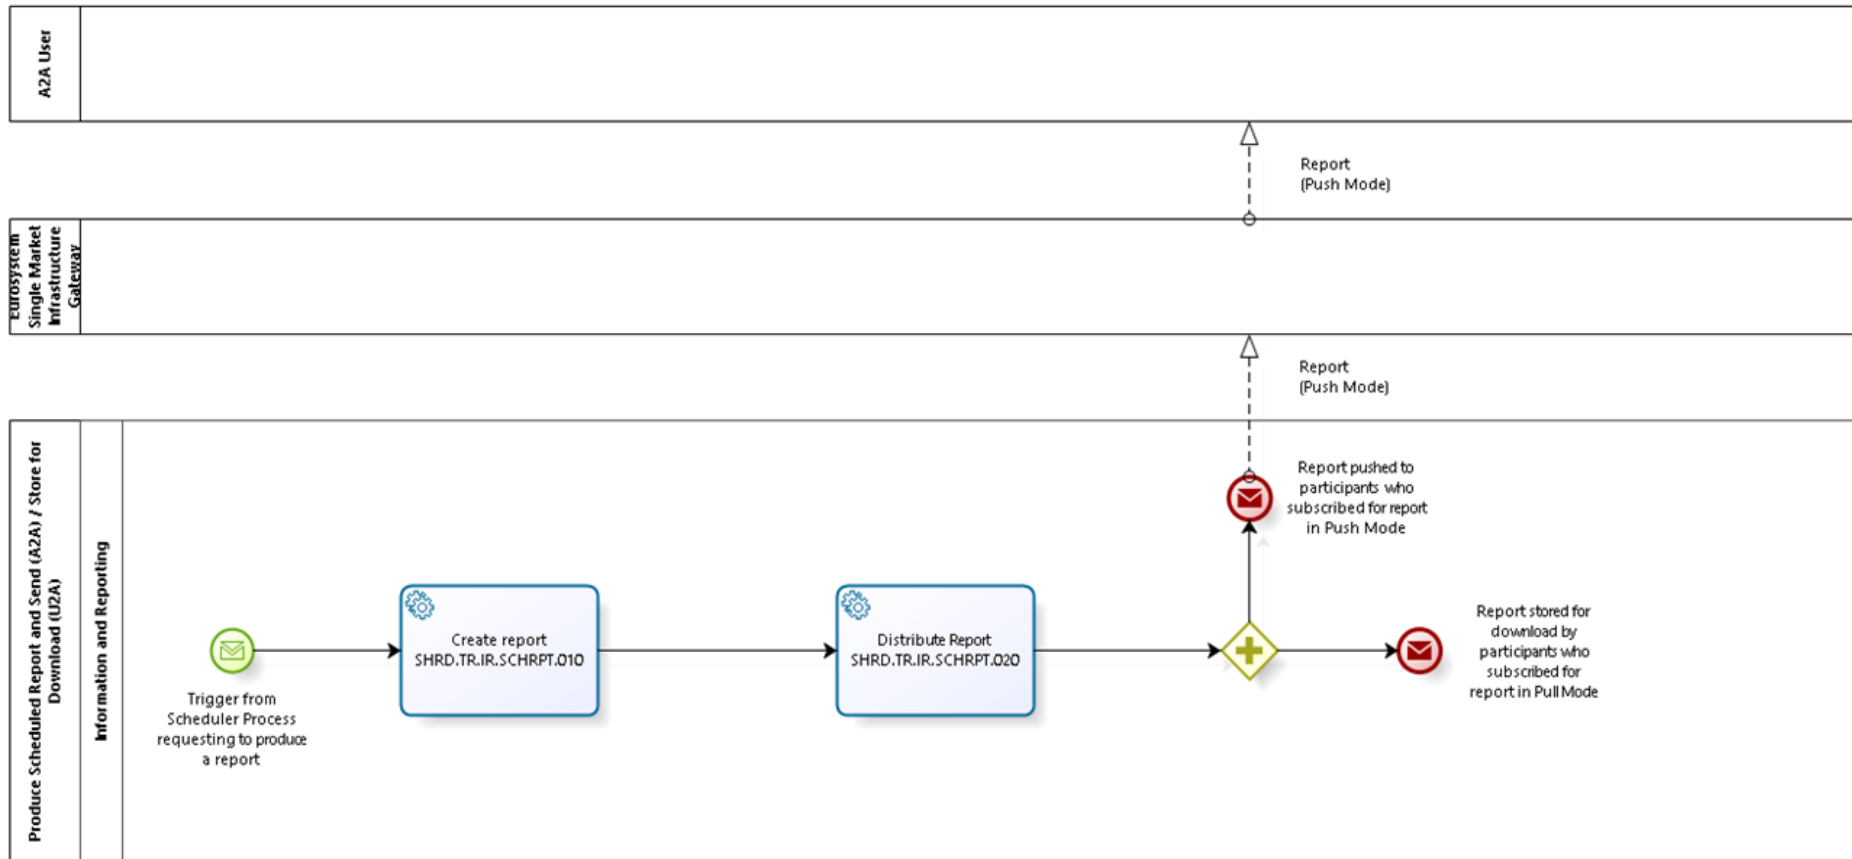 A2A User
Report
(Push Mode)
Eurosystem
Single Market
Infrastructure
Gateway
Report
(Push Mode)
Produce Scheduled Report and Send (A2A) / Store for
Download (U2A)
Information and Reporting
Report pushed to
participants who
subscribed for report
in Push Mode
Trigger from
Scheduler Process
requesting to produce
a report
Create report
SHRD.TR.IR.SCHRPT.010
Distribute Report
SHRD.TR.IR.SCHRPT.020
Report stored for
download by
participants who
subscribed for
report in Pull Mode